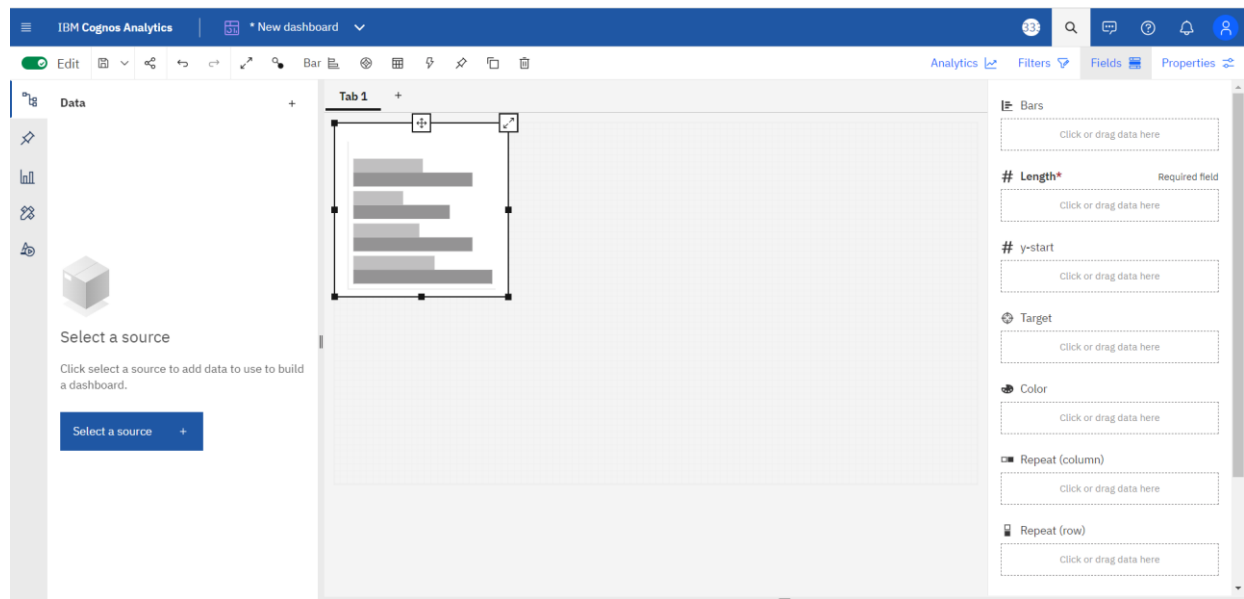 IBM Cognos Analytics
* New dashboard
333
Edit
Bar
Analytics
Filters
Fields
Properties
Data
+
Tab 1
+
Select a source
Click select a source to add data to use to build
a dashboard.
Select a source +
Bars
Click or drag data here
# Length* Required field
Click or drag data here
# y-start
Click or drag data here
Target
Click or drag data here
Color
Click or drag data here
Repeat (column)
Click or drag data here
Repeat (row)
Click or drag data here